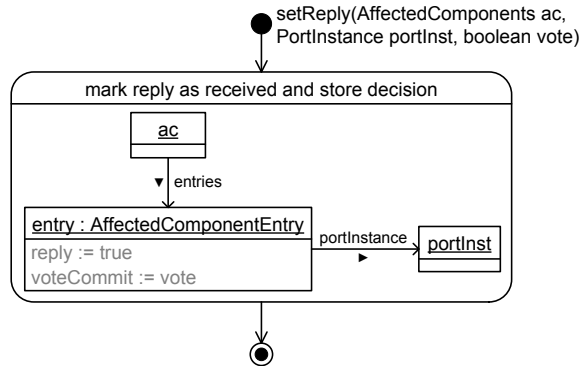 setReply(AffectedComponents ac,
PortInstance portInst, boolean vote)
mark reply as received and store decision
ac
entries
entry : AffectedComponentEntry
reply := true
voteCommit := vote
portInstance
portInst